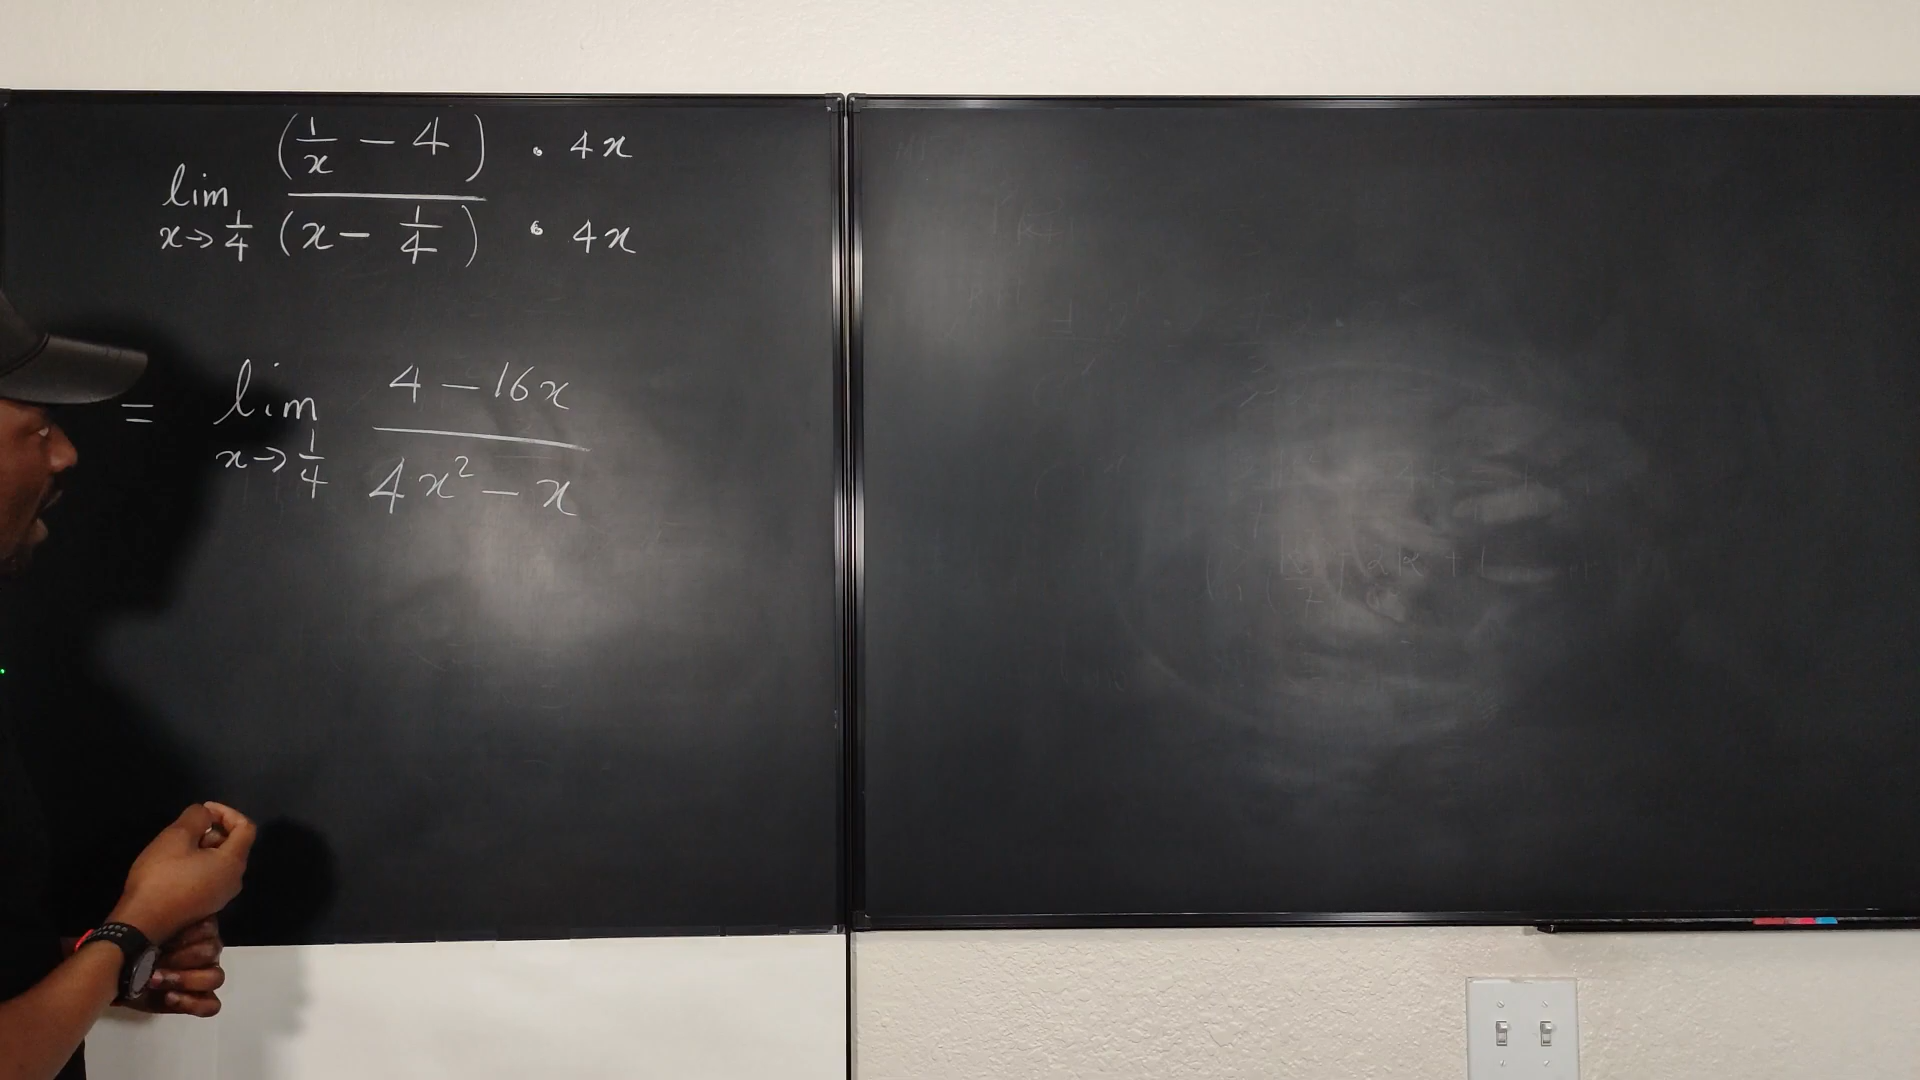 (1/x − 4) · 4x
lim x→1/4 (x − 1/4) · 4x
= lim x→1/4 4 − 16x
4x² − x